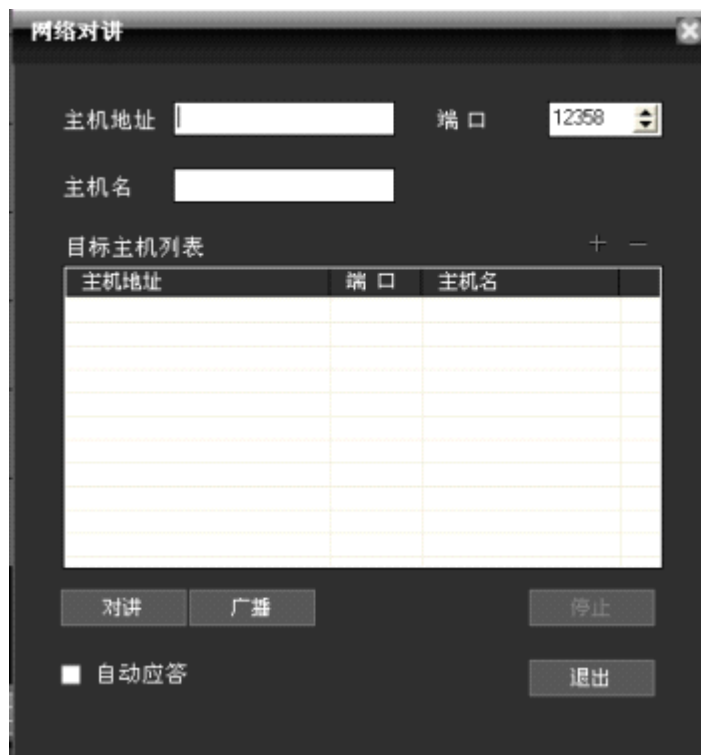 网络对讲
主机地址 端 口 12358
主机名
目标主机列表 + −
主机地址 端 口 主机名
对讲 广播 停止
自动应答 退出